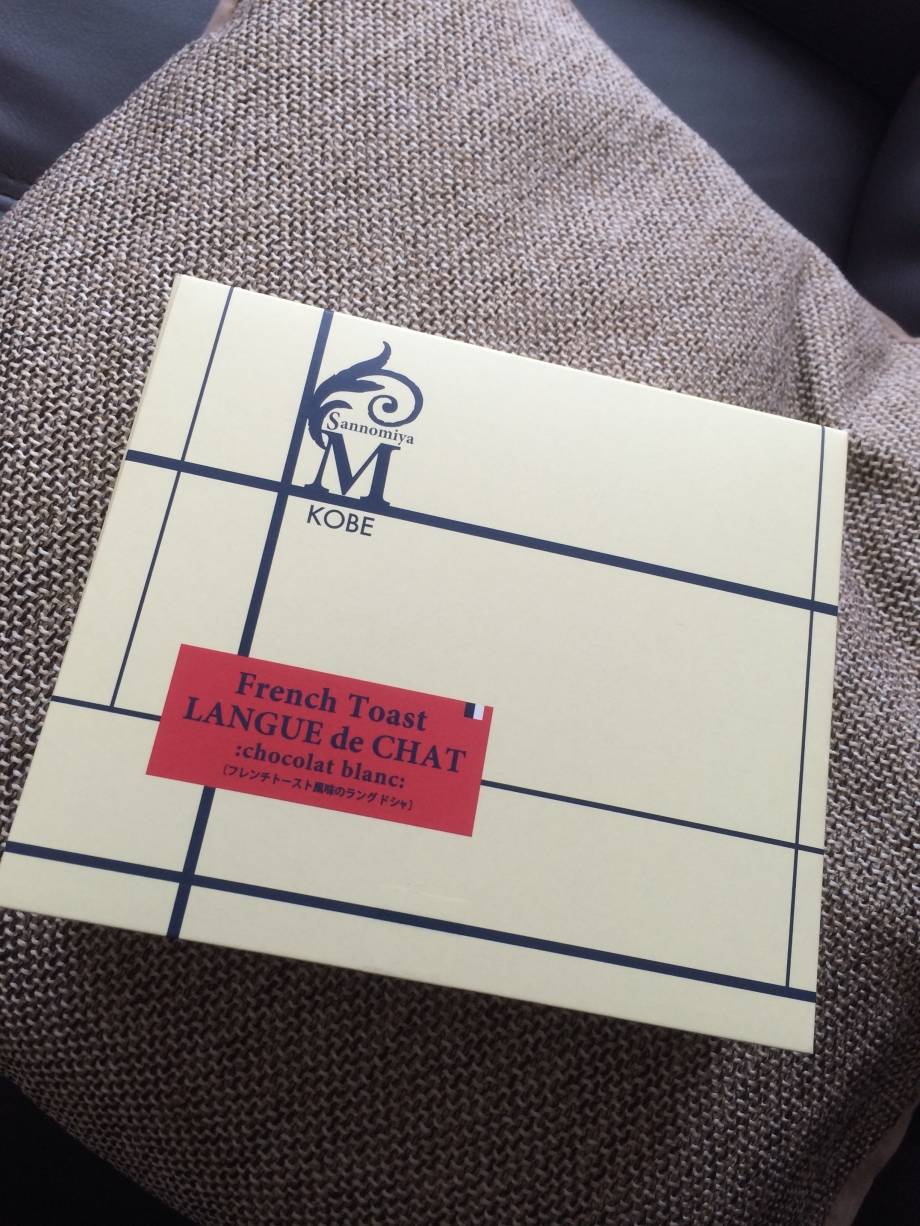 Sannomiya
M
KOBE
French Toast
LANGUE de CHAT
:chocolat blanc:
(フレンチトースト風味のラング ドシャ)